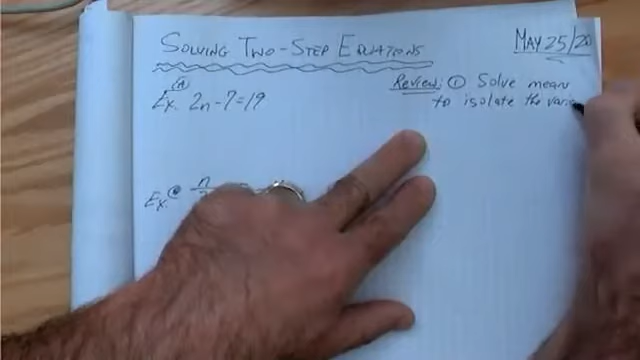 SOLVING TWO-STEP EQUATIONS
MAY 25/20
Review: ① Solve mean
to isolate the vari
Ex. (A) 2n - 7 = 19
Ex. n